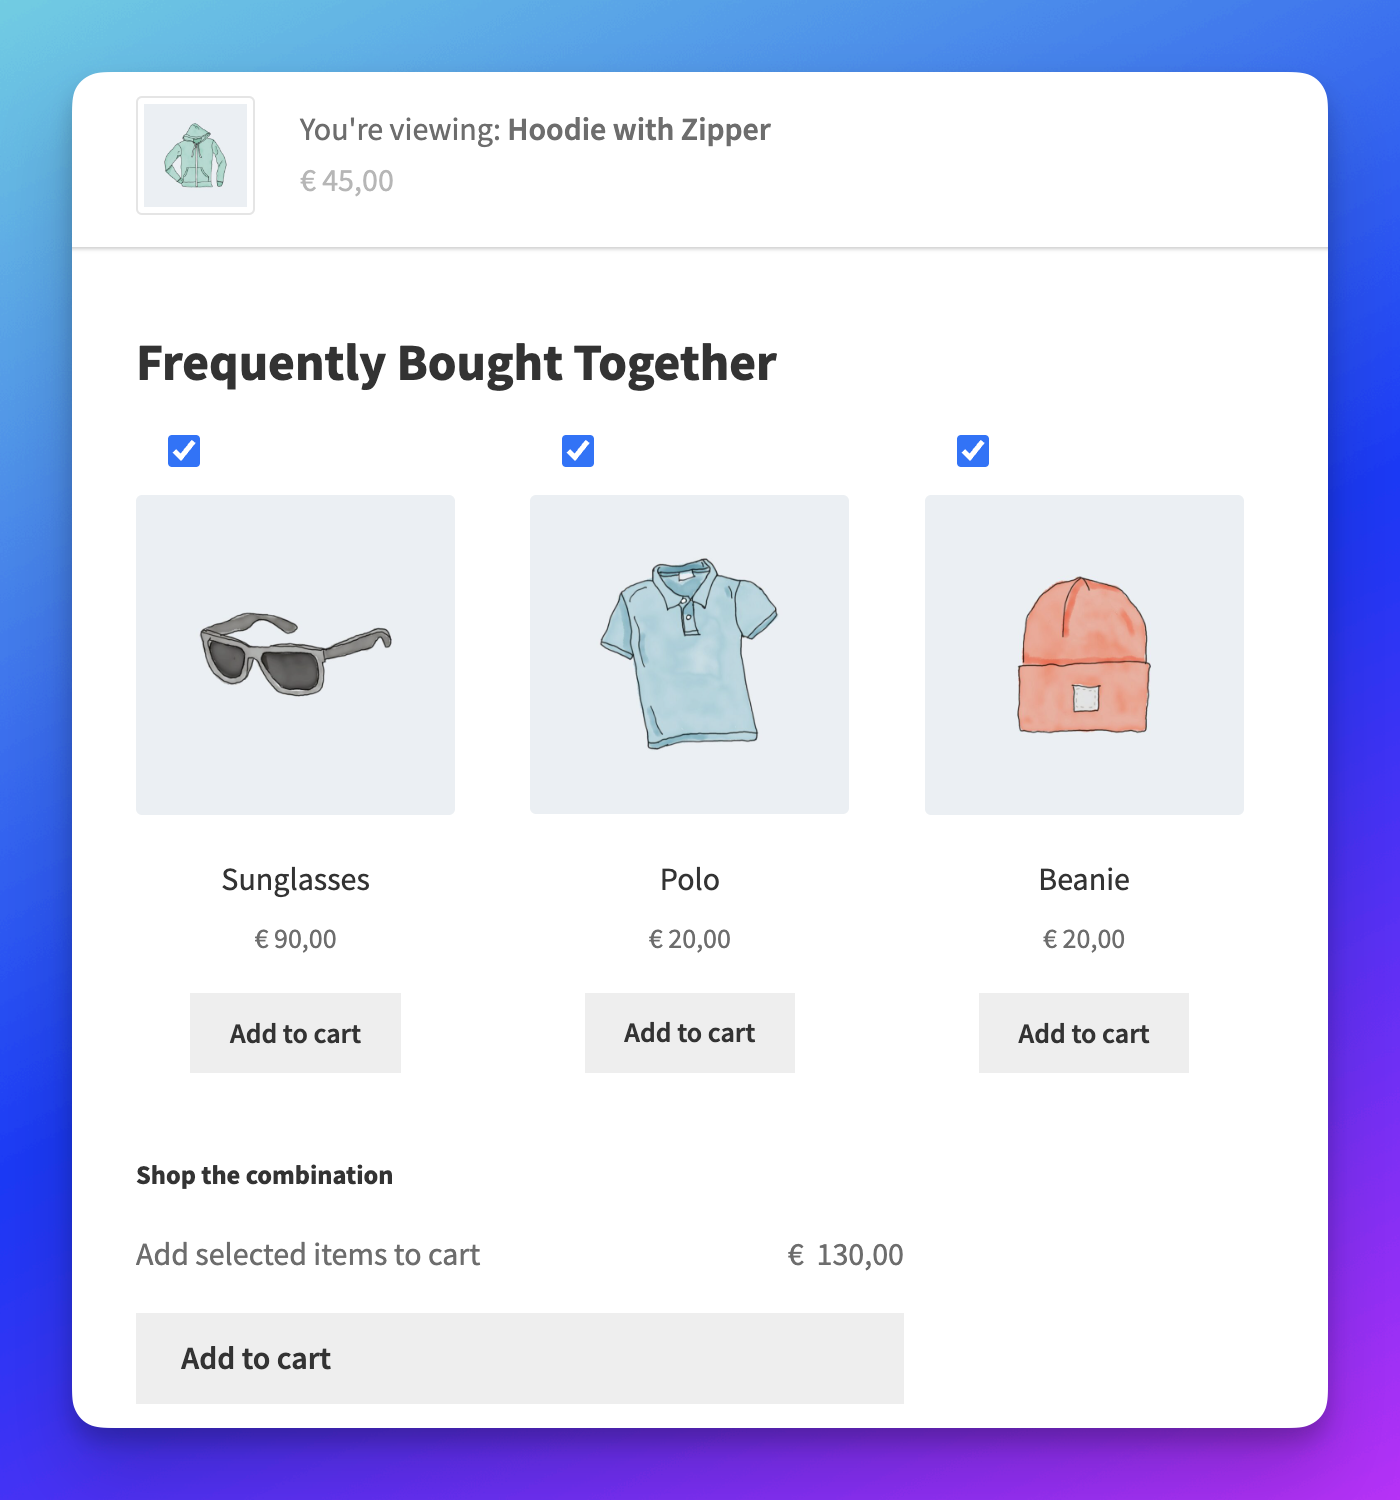 You're viewing: Hoodie with Zipper
€ 45,00
Frequently Bought Together
Sunglasses
€ 90,00
Add to cart
Polo
€ 20,00
Add to cart
Beanie
€ 20,00
Add to cart
Shop the combination
Add selected items to cart € 130,00
Add to cart